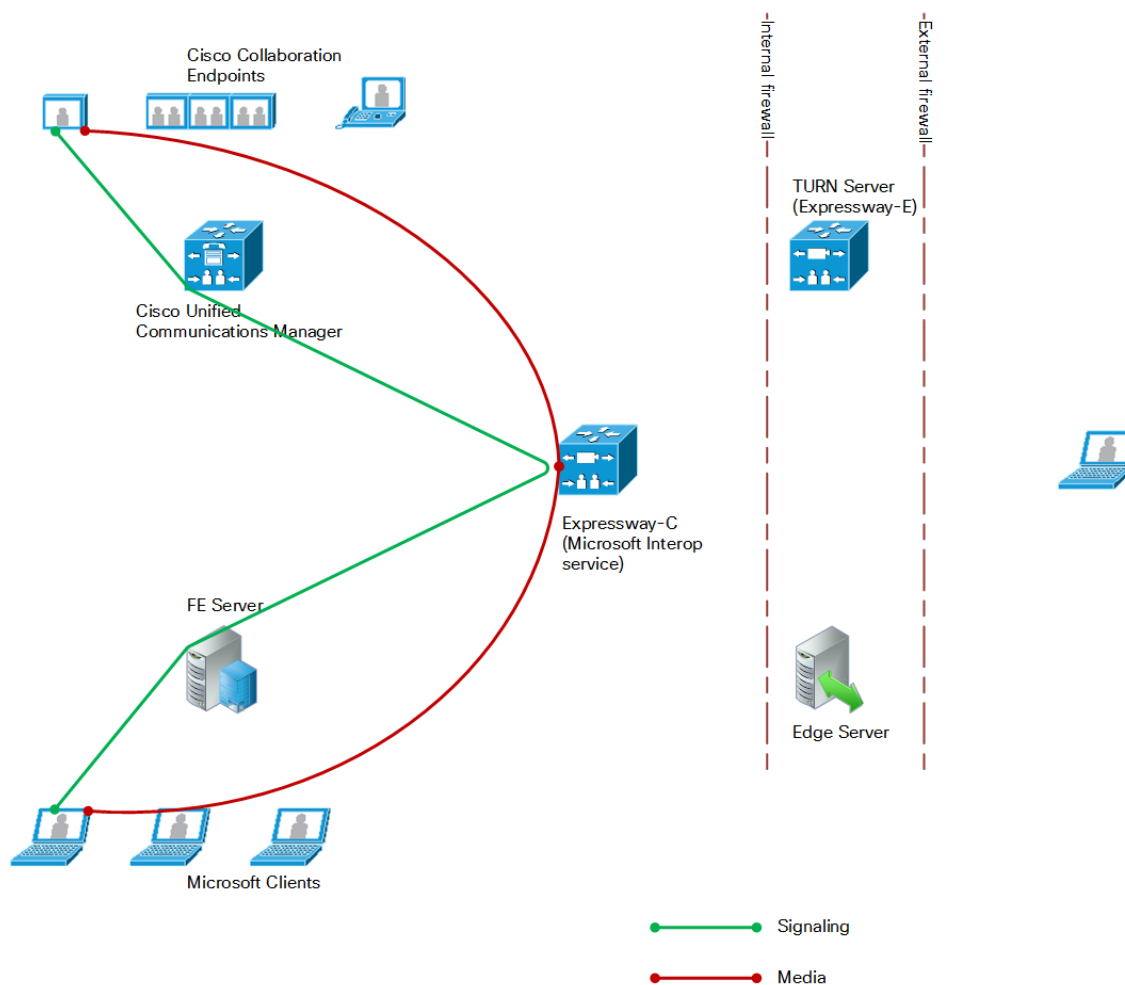 Cisco Collaboration
Endpoints
Internal firewall
External firewall
TURN Server
(Expressway-E)
Cisco Unified
Communications Manager
Expressway-C
(Microsoft Interop
service)
FE Server
Edge Server
Microsoft Clients
Signaling
Media